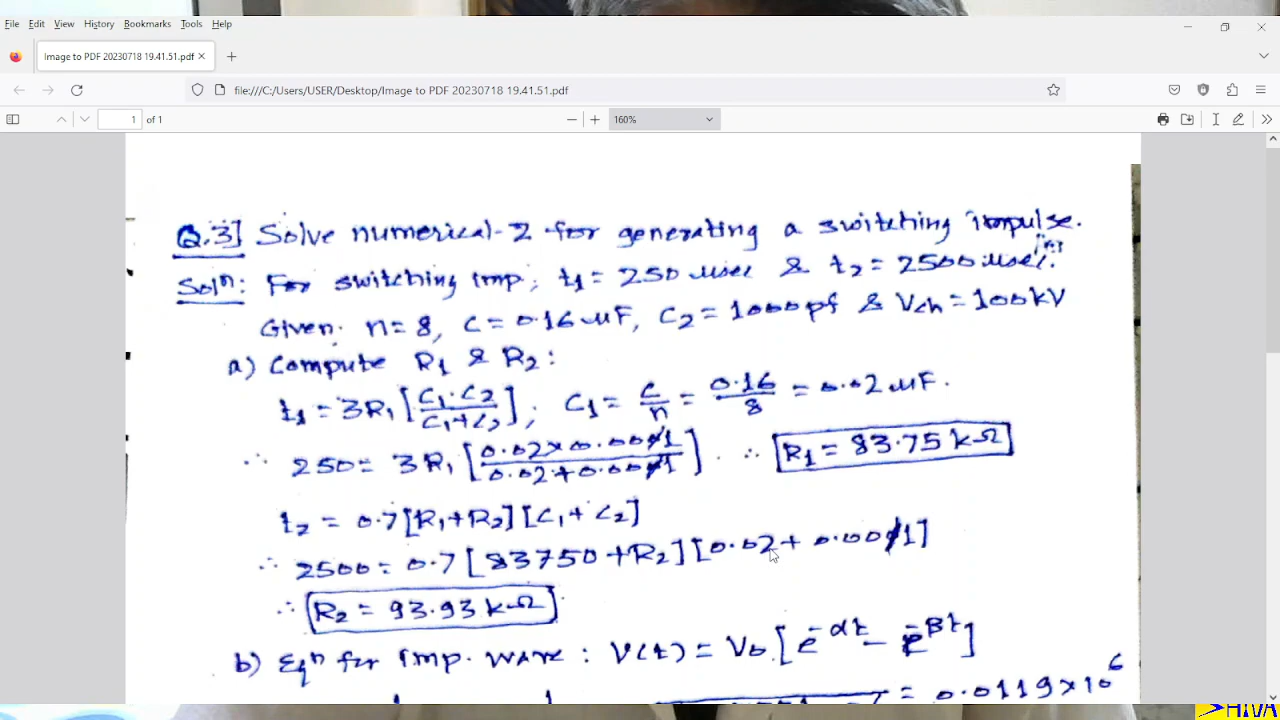 File Edit View History Bookmarks Tools Help
Image to PDF 20230718 19.41.51.pdf
file:///C:/Users/USER/Desktop/Image to PDF 20230718 19.41.51.pdf
1 of 1
160%
Q.3] Solve numerical-2 for generating a switching impulse.
Solⁿ: For switching imp; t₁ = 250 μsec & t₂ = 2500 μsec.
Given: n = 8, C = 0.16 μF, C₂ = 1000 pf & Vch = 100 kV
a) Compute R₁ & R₂ :
t₁ = 3R₁ [C₁·C₂ / C₁+C₂] ; C₁ = C/n = 0.16/8 = 0.02 μF.
∴ 250 = 3R₁ [0.02×0.001 / 0.02+0.001] . ∴ R₁ = 83.75 kΩ
t₂ = 0.7[R₁+R₂][C₁+C₂]
∴ 2500 = 0.7 [83750+R₂][0.02+0.001]
∴ R₂ = 93.93 kΩ
b) Eqⁿ for imp. wave : V(t) = V₀ [e^-αt − e^-βt]
= 0.0119×10⁶
SHIVA